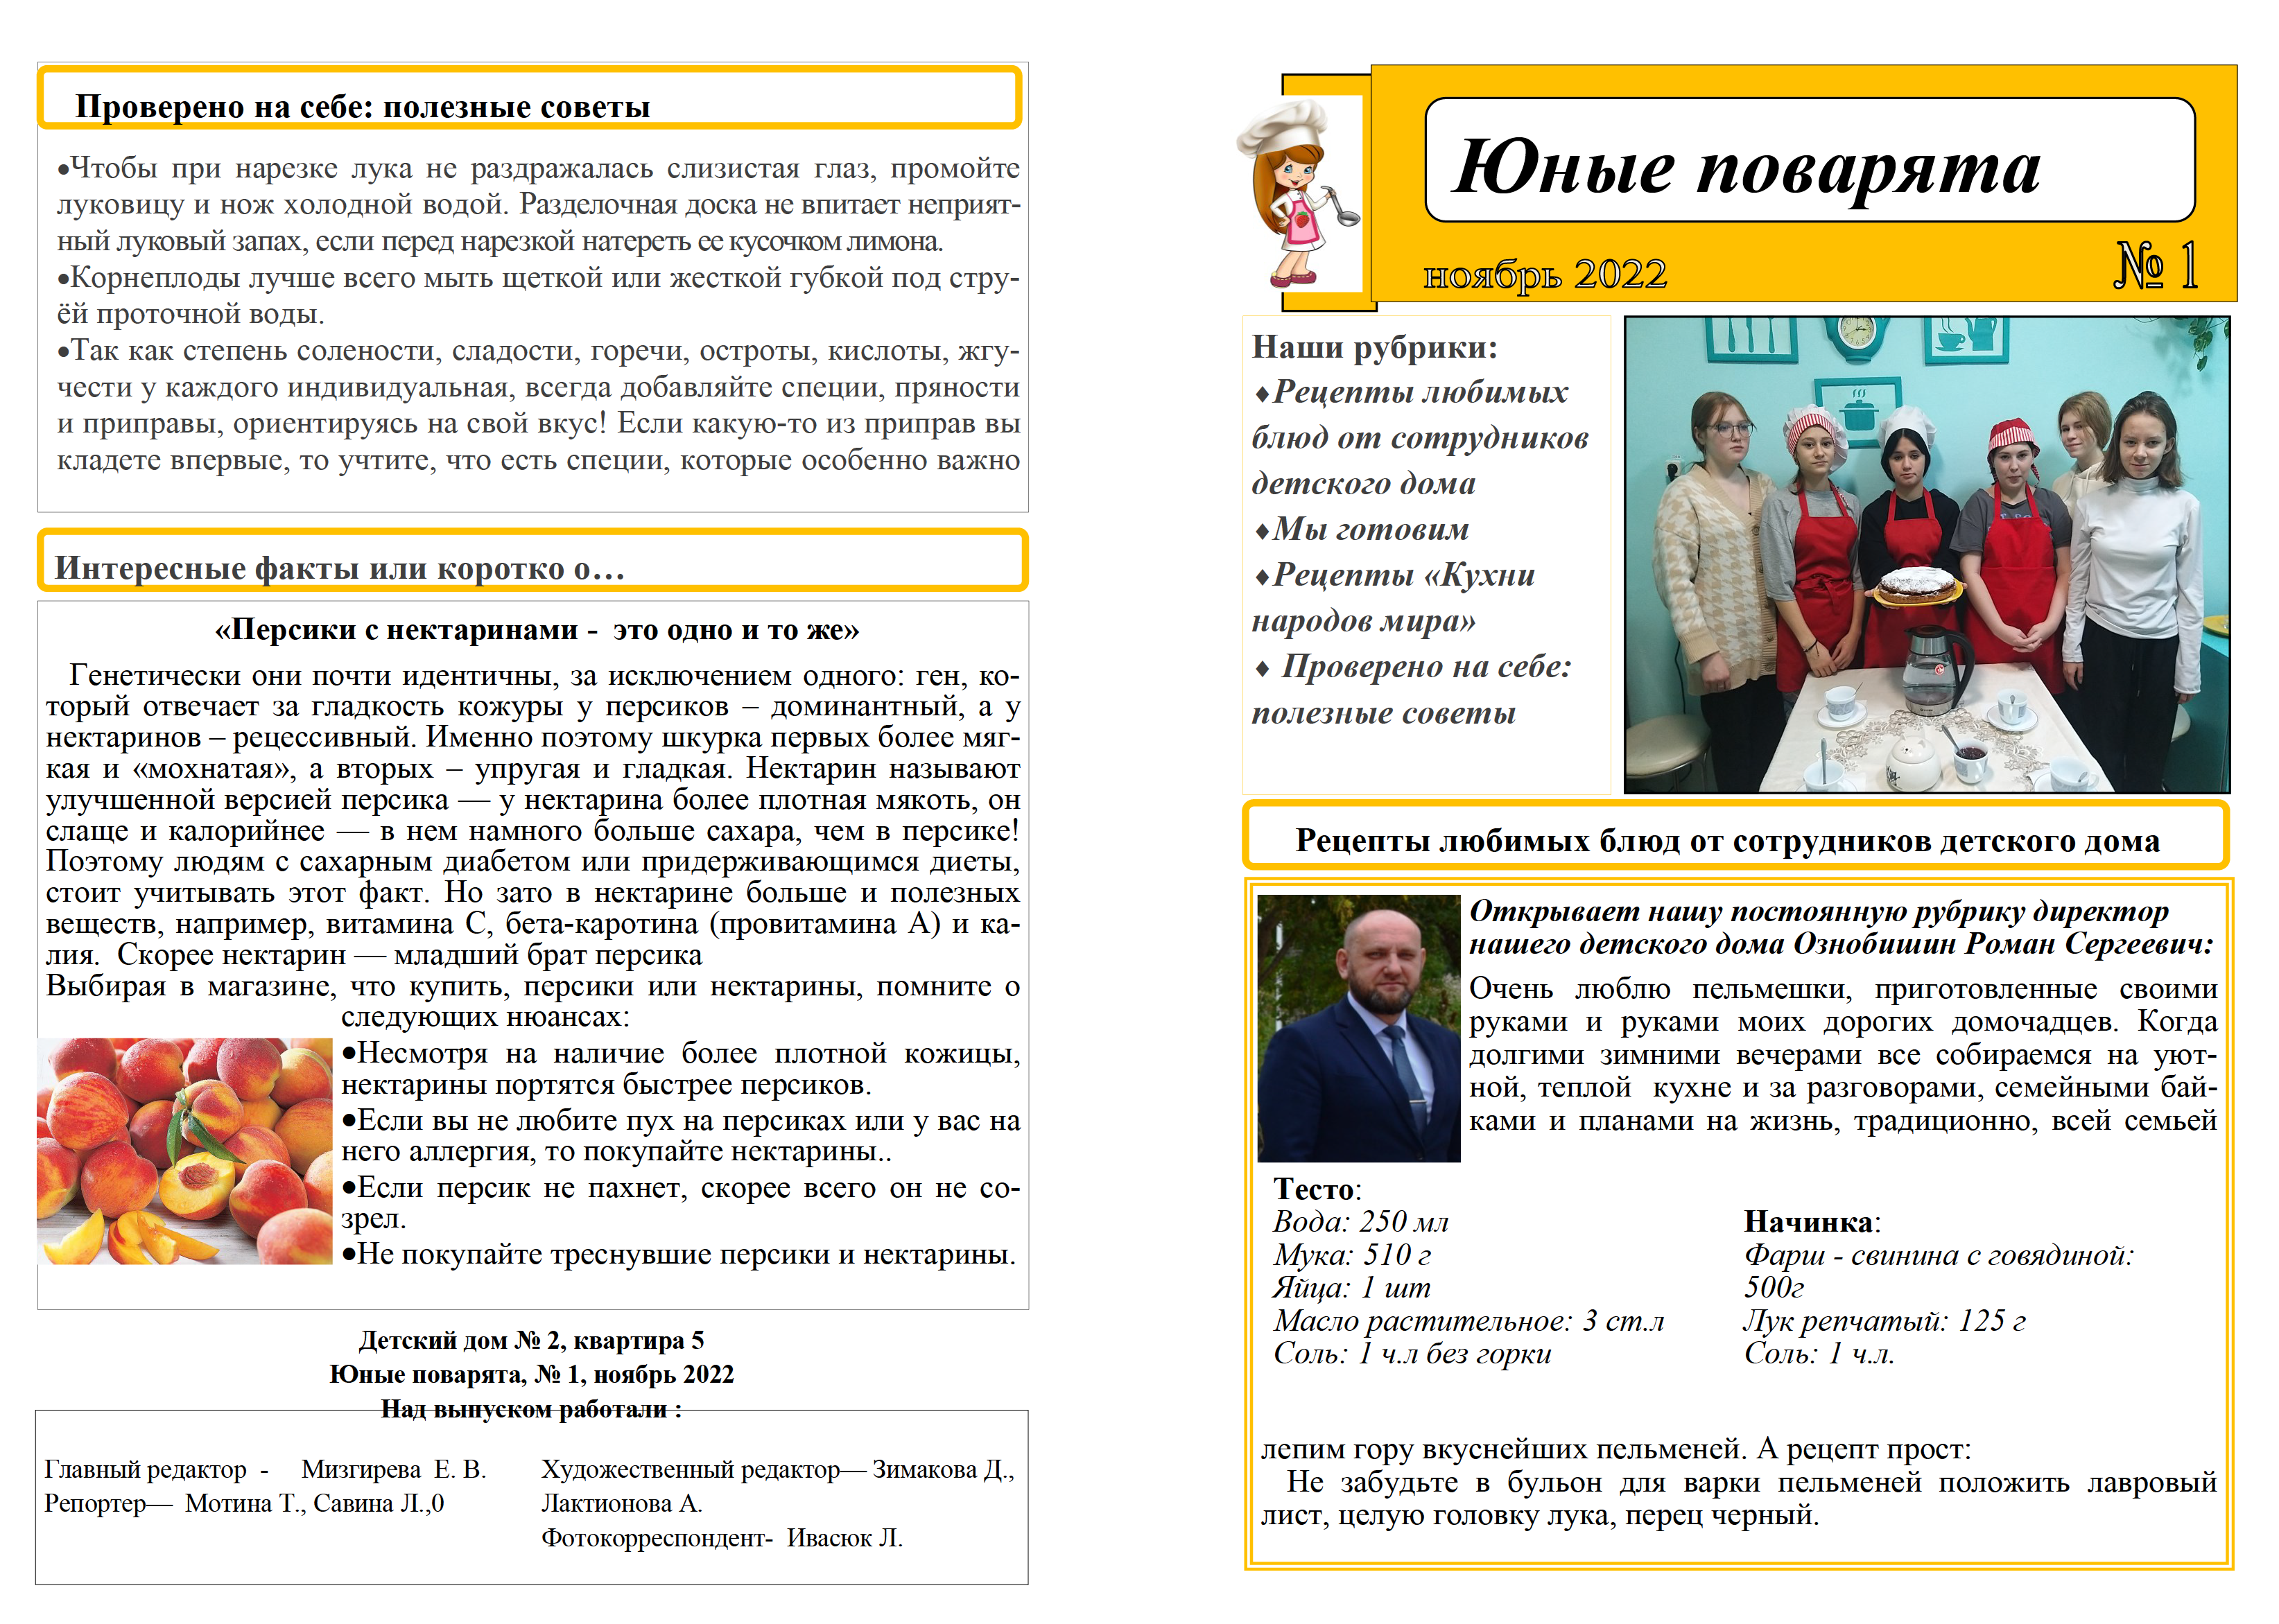 Проверено на себе: полезные советы
•Чтобы при нарезке лука не раздражалась слизистая глаз, промойте
луковицу и нож холодной водой. Разделочная доска не впитает неприят-
ный луковый запах, если перед нарезкой натереть ее кусочком лимона.
•Корнеплоды лучше всего мыть щеткой или жесткой губкой под стру-
ёй проточной воды.
•Так как степень солености, сладости, горечи, остроты, кислоты, жгу-
чести у каждого индивидуальная, всегда добавляйте специи, пряности
и приправы, ориентируясь на свой вкус! Если какую-то из приправ вы
кладете впервые, то учтите, что есть специи, которые особенно важно
Интересные факты или коротко о…
«Персики с нектаринами - это одно и то же»
Генетически они почти идентичны, за исключением одного: ген, ко-
торый отвечает за гладкость кожуры у персиков – доминантный, а у
нектаринов – рецессивный. Именно поэтому шкурка первых более мяг-
кая и «мохнатая», а вторых – упругая и гладкая. Нектарин называют
улучшенной версией персика — у нектарина более плотная мякоть, он
слаще и калорийнее — в нем намного больше сахара, чем в персике!
Поэтому людям с сахарным диабетом или придерживающимся диеты,
стоит учитывать этот факт. Но зато в нектарине больше и полезных
веществ, например, витамина С, бета-каротина (провитамина А) и ка-
лия. Скорее нектарин — младший брат персика
Выбирая в магазине, что купить, персики или нектарины, помните о
следующих нюансах:
•Несмотря на наличие более плотной кожицы,
нектарины портятся быстрее персиков.
•Если вы не любите пух на персиках или у вас на
него аллергия, то покупайте нектарины..
•Если персик не пахнет, скорее всего он не со-
зрел.
•Не покупайте треснувшие персики и нектарины.
Детский дом № 2, квартира 5
Юные поварята, № 1, ноябрь 2022
Над выпуском работали :
Главный редактор - Мизгирева Е. В.
Репортер— Мотина Т., Савина Л.,0
Художественный редактор— Зимакова Д.,
Лактионова А.
Фотокорреспондент- Ивасюк Л.
Юные поварята
ноябрь 2022
№ 1
Наши рубрики:
♦Рецепты любимых
блюд от сотрудников
детского дома
♦Мы готовим
♦Рецепты «Кухни
народов мира»
♦ Проверено на себе:
полезные советы
Рецепты любимых блюд от сотрудников детского дома
Открывает нашу постоянную рубрику директор
нашего детского дома Ознобишин Роман Сергеевич:
Очень люблю пельмешки, приготовленные своими
руками и руками моих дорогих домочадцев. Когда
долгими зимними вечерами все собираемся на уют-
ной, теплой кухне и за разговорами, семейными бай-
ками и планами на жизнь, традиционно, всей семьей
Тесто:
Вода: 250 мл
Мука: 510 г
Яйца: 1 шт
Масло растительное: 3 ст.л
Соль: 1 ч.л без горки
Начинка:
Фарш - свинина с говядиной:
500г
Лук репчатый: 125 г
Соль: 1 ч.л.
лепим гору вкуснейших пельменей. А рецепт прост:
Не забудьте в бульон для варки пельменей положить лавровый
лист, целую головку лука, перец черный.